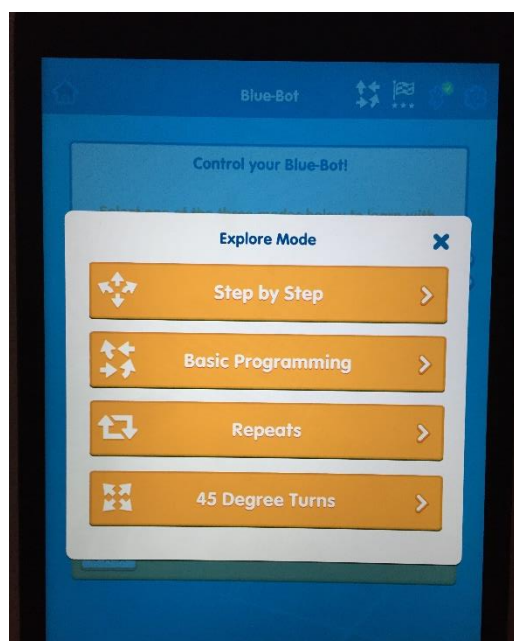 Blue-Bot
Control your Blue-Bot!
Explore Mode
Step by Step
Basic Programming
Repeats
45 Degree Turns